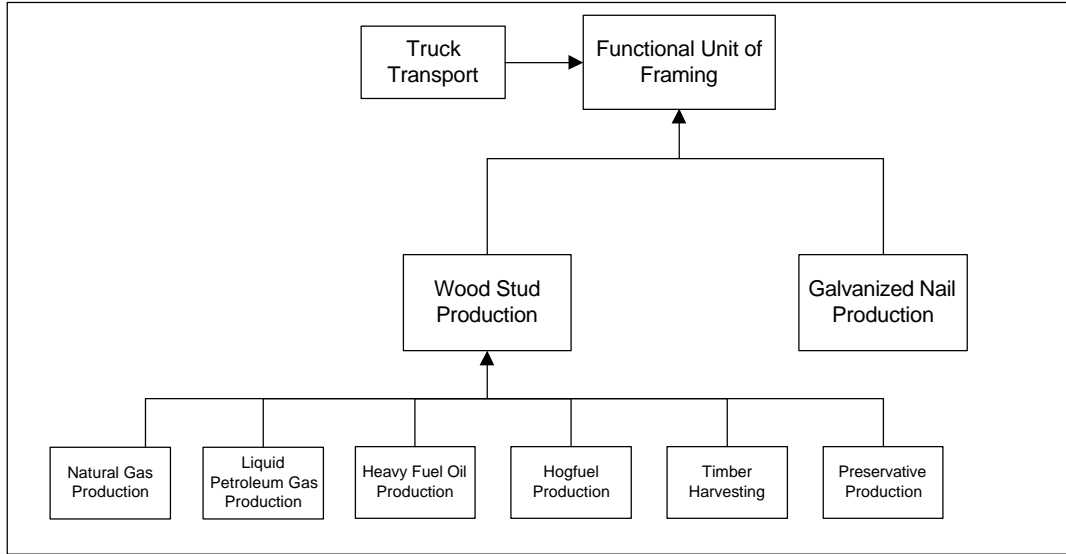 Truck
Transport
Functional Unit of
Framing
Wood Stud
Production
Galvanized Nail
Production
Natural Gas
Production
Liquid
Petroleum Gas
Production
Heavy Fuel Oil
Production
Hogfuel
Production
Timber
Harvesting
Preservative
Production